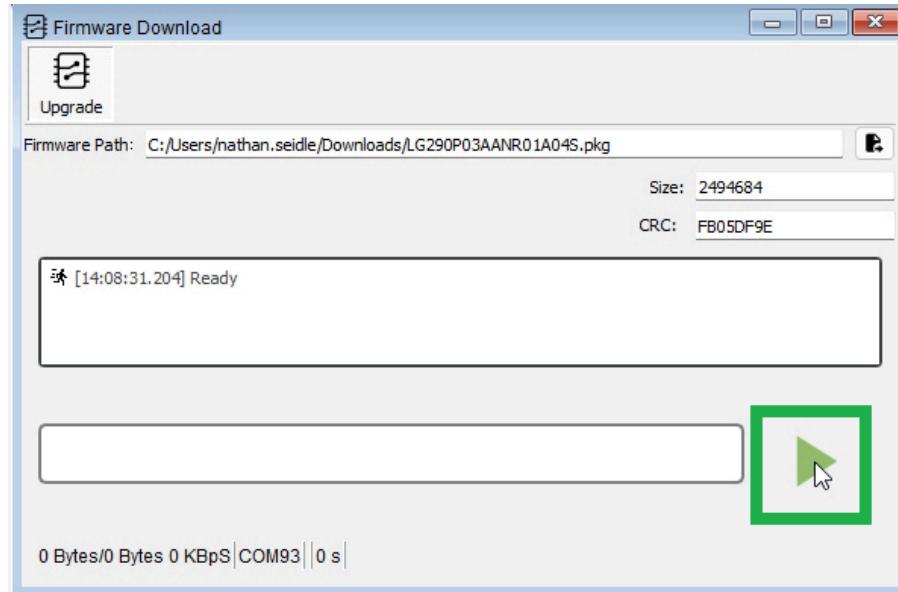 Firmware Download
Upgrade
Firmware Path: C:/Users/nathan.seidle/Downloads/LG290P03AANR01A04S.pkg
Size: 2494684
CRC: FB05DF9E
[14:08:31.204] Ready
0 Bytes/0 Bytes 0 KBpS COM93 0 s